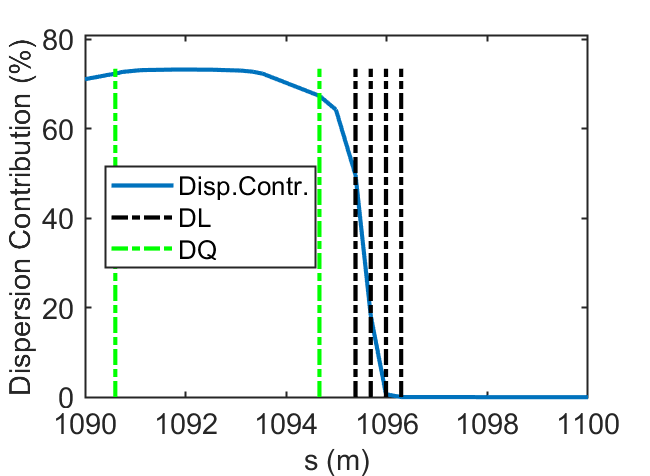 Dispersion Contribution (%)
80
60
40
20
0
Disp.Contr.
DL
DQ
1090 1092 1094 1096 1098 1100
s (m)